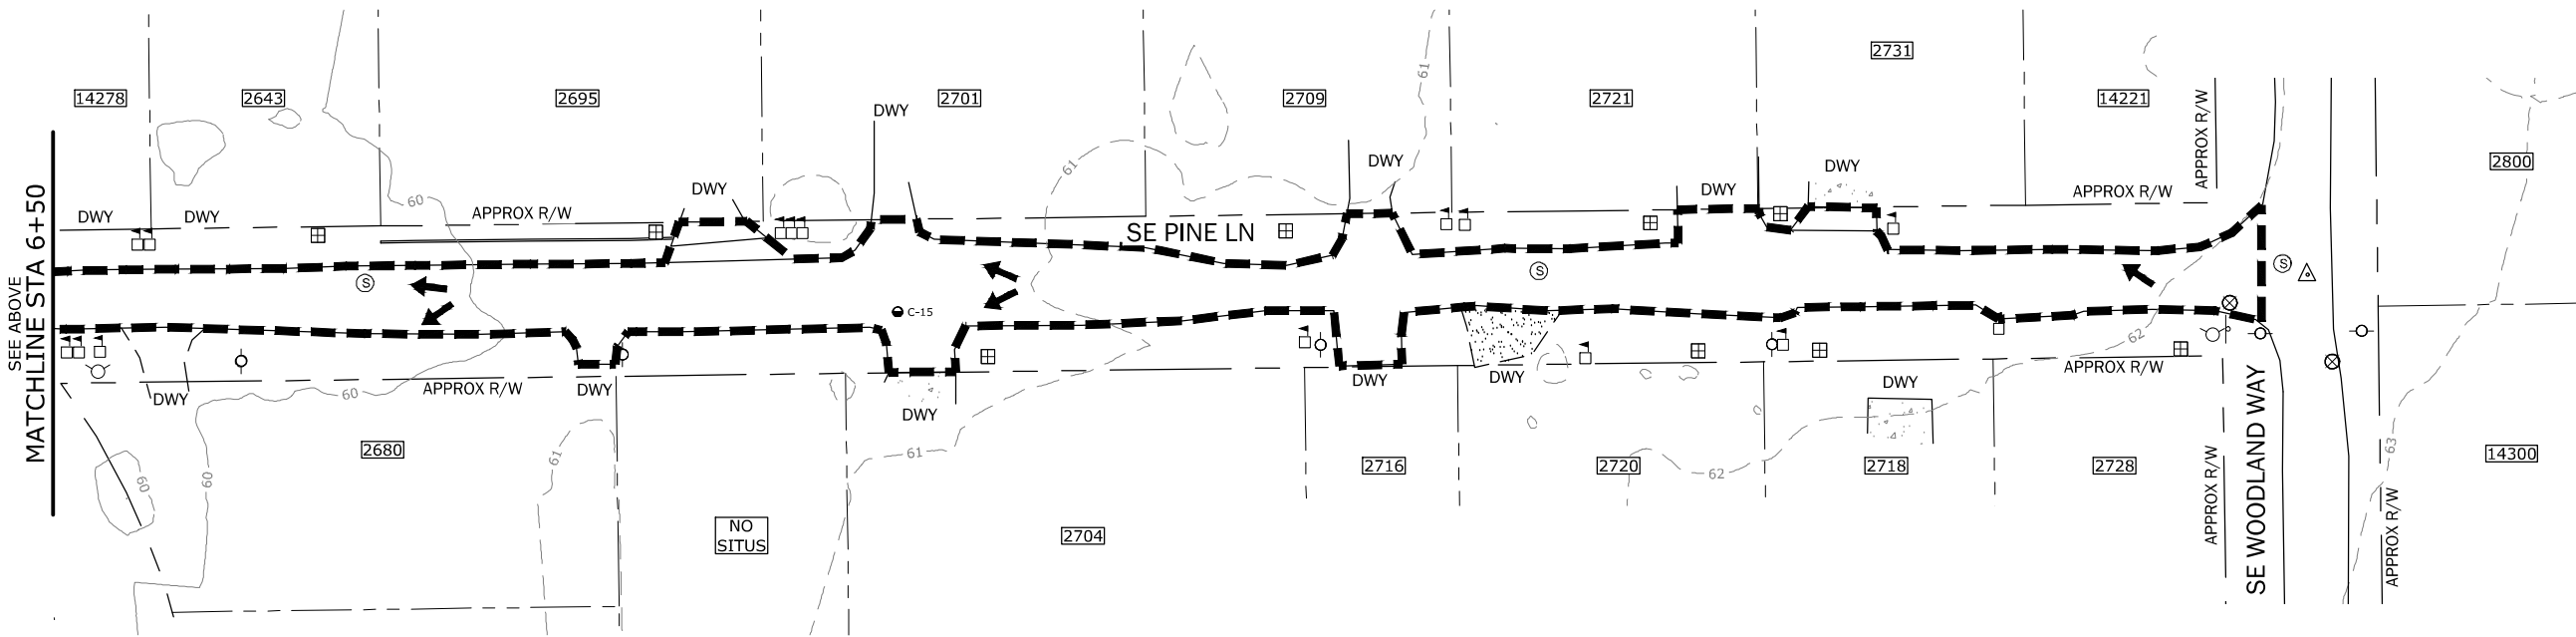 2731
14278
2643
2695
2701
2709
2721
14221
DWY
61
APPROX R/W
DWY
61
DWY
2800
DWY
DWY
APPROX R/W
60
DWY
DWY
APPROX R/W
SE PINE LN
SEE ABOVE
MATCHLINE STA 6+50
S
S
S
C-15
62
DWY
60
APPROX R/W
DWY
DWY
DWY
DWY
DWY
APPROX R/W
2680
61
61
60
60
2716
2720
62
2718
2728
APPROX R/W
SE WOODLAND WAY
63
14300
APPROX R/W
NO
SITUS
2704